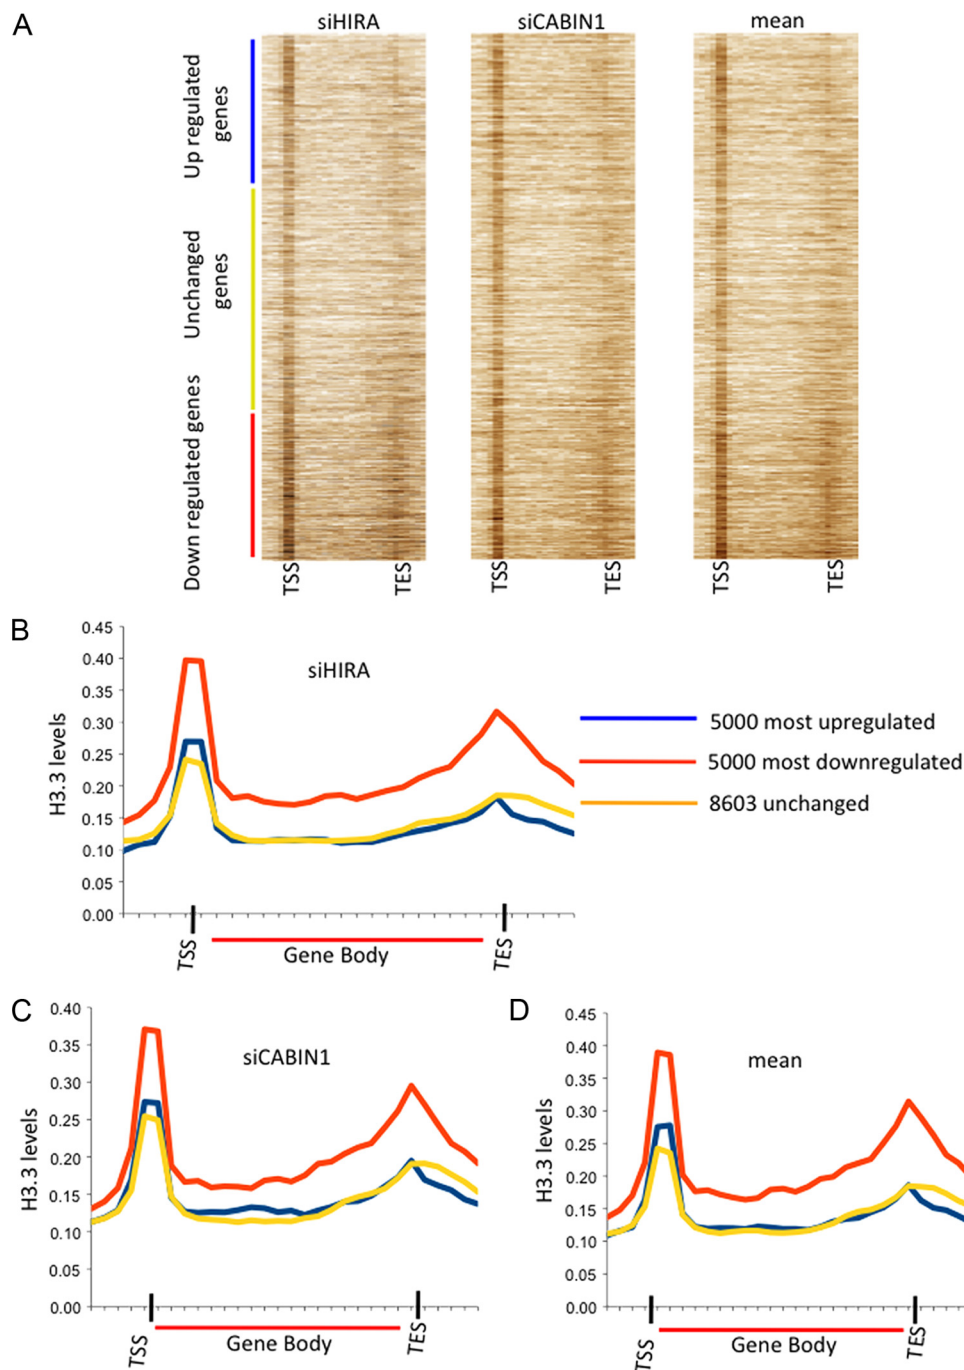 A
siHIRA
siCABIN1
mean
Up regulated
genes
Unchanged
genes
Down regulated genes
TSS
TES
TSS
TES
TSS
TES
B
siHIRA
H3.3 levels
0.45
0.40
0.35
0.30
0.25
0.20
0.15
0.10
0.05
0.00
TSS
Gene Body
TES
5000 most upregulated
5000 most downregulated
8603 unchanged
C
siCABIN1
H3.3 levels
0.40
0.35
0.30
0.25
0.20
0.15
0.10
0.05
0.00
TSS
Gene Body
TES
D
mean
H3.3 levels
0.45
0.40
0.35
0.30
0.25
0.20
0.15
0.10
0.05
0.00
TSS
Gene Body
TES